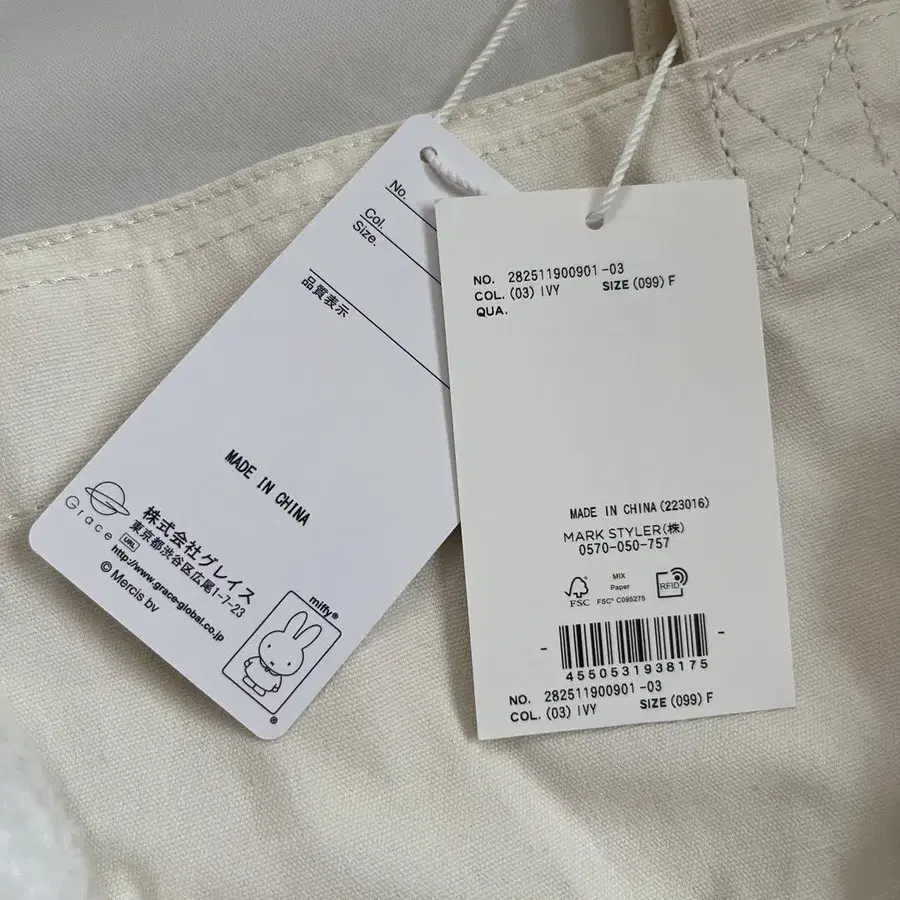 No.
Col.
Size.
品質表示
MADE IN CHINA
Grace
株式会社グレイス
東京都渋谷区広尾1-7-23
URL
http://www.grace-global.co.jp
© Mercis bv
miffy®
®
NO. 282511900901-03
COL. (03) IVY SIZE (099) F
QUA.
MADE IN CHINA (223016)
MARK STYLER(株)
0570-050-757
FSC
MIX
Paper
FSC® C095275
RFID
4550531938175
NO. 282511900901-03
COL. (03) IVY SIZE (099) F